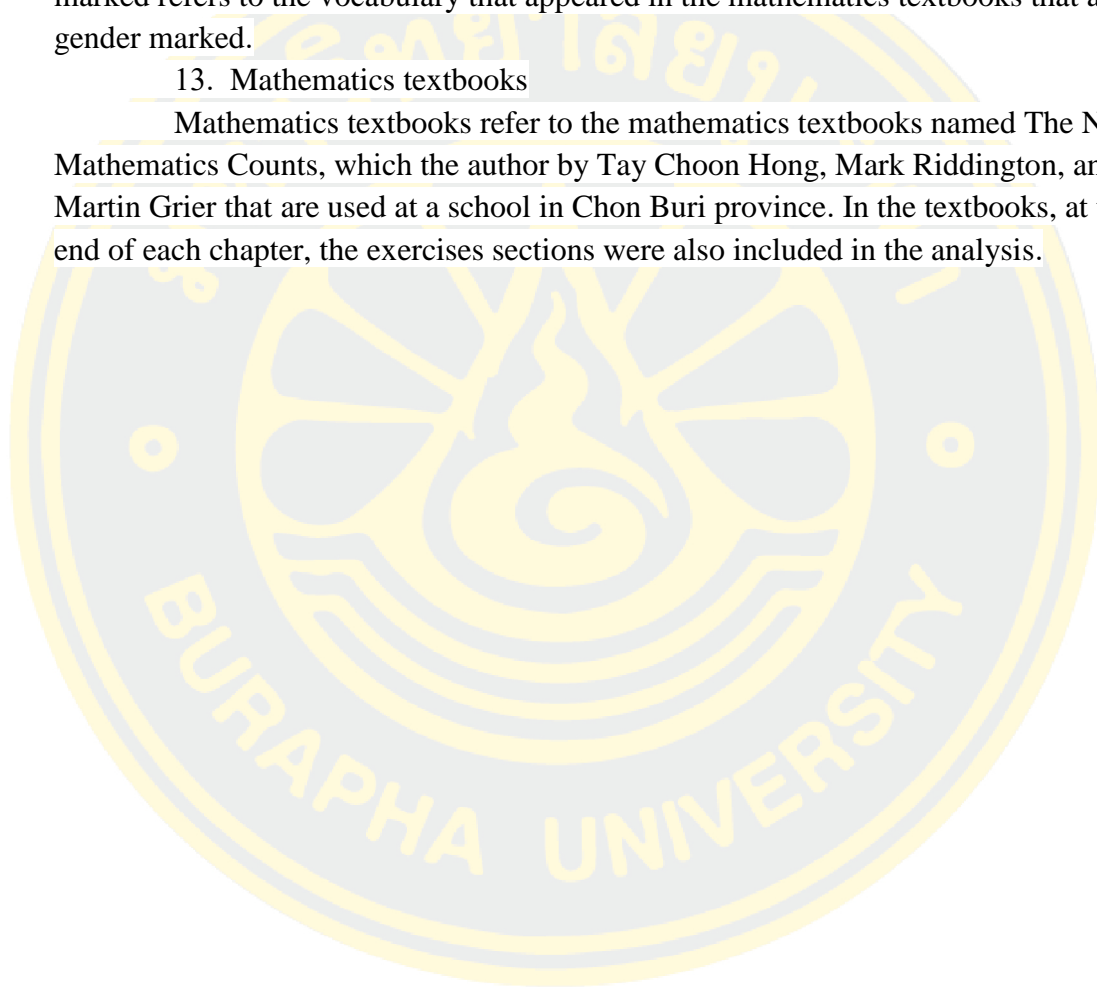 marked refers to the vocabulary that appeared in the mathematics textbooks that a
gender marked.
13. Mathematics textbooks
Mathematics textbooks refer to the mathematics textbooks named The N
Mathematics Counts, which the author by Tay Choon Hong, Mark Riddington, an
Martin Grier that are used at a school in Chon Buri province. In the textbooks, at
end of each chapter, the exercises sections were also included in the analysis.
BURAPHA UNIVERSITY